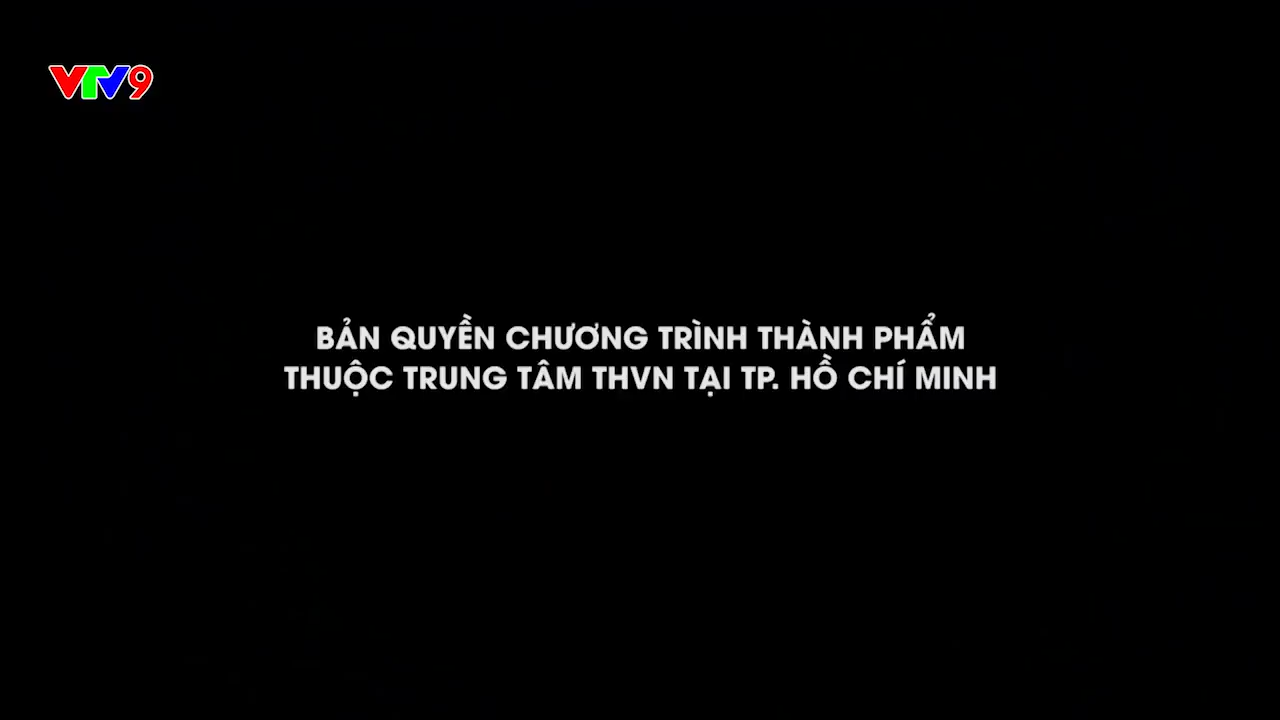 VTV9
BẢN QUYỀN CHƯƠNG TRÌNH THÀNH PHẨM
THUỘC TRUNG TÂM THVN TẠI TP. HỒ CHÍ MINH